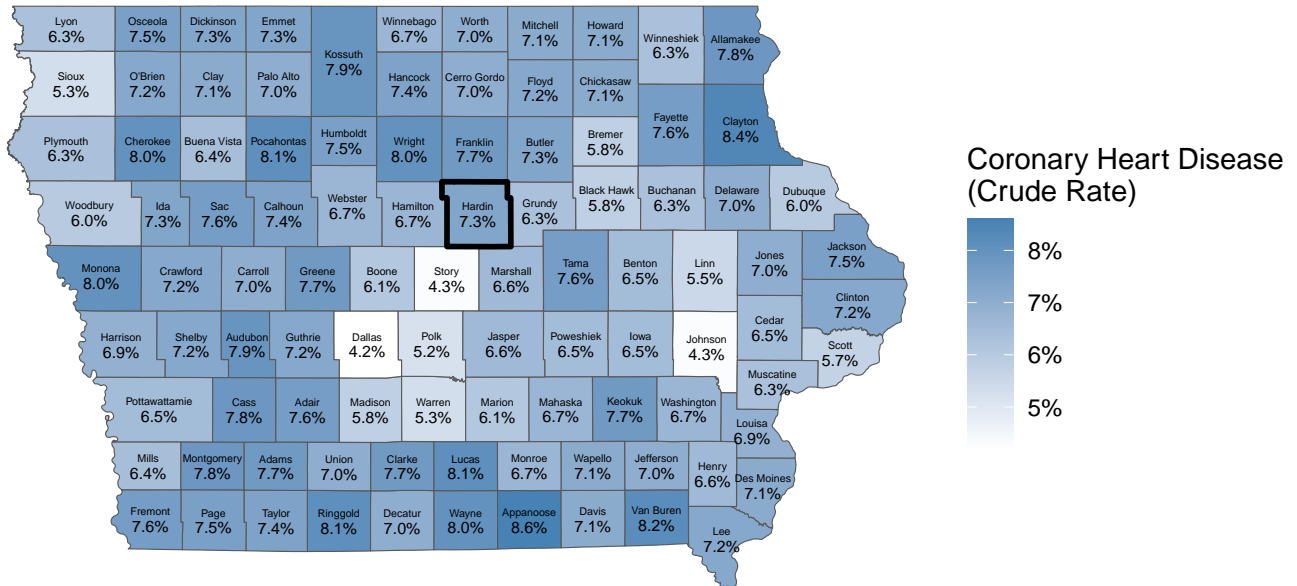 Lyon
6.3%
Osceola
7.5%
Dickinson
7.3%
Emmet
7.3%
Kossuth
7.9%
Winnebago
6.7%
Worth
7.0%
Mitchell
7.1%
Howard
7.1%
Winneshiek
6.3%
Allamakee
7.8%
Sioux
5.3%
O'Brien
7.2%
Clay
7.1%
Palo Alto
7.0%
Hancock
7.4%
Cerro Gordo
7.0%
Floyd
7.2%
Chickasaw
7.1%
Fayette
7.6%
Clayton
8.4%
Plymouth
6.3%
Cherokee
8.0%
Buena Vista
6.4%
Pocahontas
8.1%
Humboldt
7.5%
Wright
8.0%
Franklin
7.7%
Butler
7.3%
Bremer
5.8%
Woodbury
6.0%
Ida
7.3%
Sac
7.6%
Calhoun
7.4%
Webster
6.7%
Hamilton
6.7%
Hardin
7.3%
Grundy
6.3%
Black Hawk
5.8%
Buchanan
6.3%
Delaware
7.0%
Dubuque
6.0%
Monona
8.0%
Crawford
7.2%
Carroll
7.0%
Greene
7.7%
Boone
6.1%
Story
4.3%
Marshall
6.6%
Tama
7.6%
Benton
6.5%
Linn
5.5%
Jones
7.0%
Jackson
7.5%
Clinton
7.2%
Harrison
6.9%
Shelby
7.2%
Audubon
7.9%
Guthrie
7.2%
Dallas
4.2%
Polk
5.2%
Jasper
6.6%
Poweshiek
6.5%
Iowa
6.5%
Johnson
4.3%
Cedar
6.5%
Scott
5.7%
Muscatine
6.3%
Pottawattamie
6.5%
Cass
7.8%
Adair
7.6%
Madison
5.8%
Warren
5.3%
Marion
6.1%
Mahaska
6.7%
Keokuk
7.7%
Washington
6.7%
Louisa
6.9%
Mills
6.4%
Montgomery
7.8%
Adams
7.7%
Union
7.0%
Clarke
7.7%
Lucas
8.1%
Monroe
6.7%
Wapello
7.1%
Jefferson
7.0%
Henry
6.6%
Des Moines
7.1%
Fremont
7.6%
Page
7.5%
Taylor
7.4%
Ringgold
8.1%
Decatur
7.0%
Wayne
8.0%
Appanoose
8.6%
Davis
7.1%
Van Buren
8.2%
Lee
7.2%
Coronary Heart Disease
(Crude Rate)
8%
7%
6%
5%